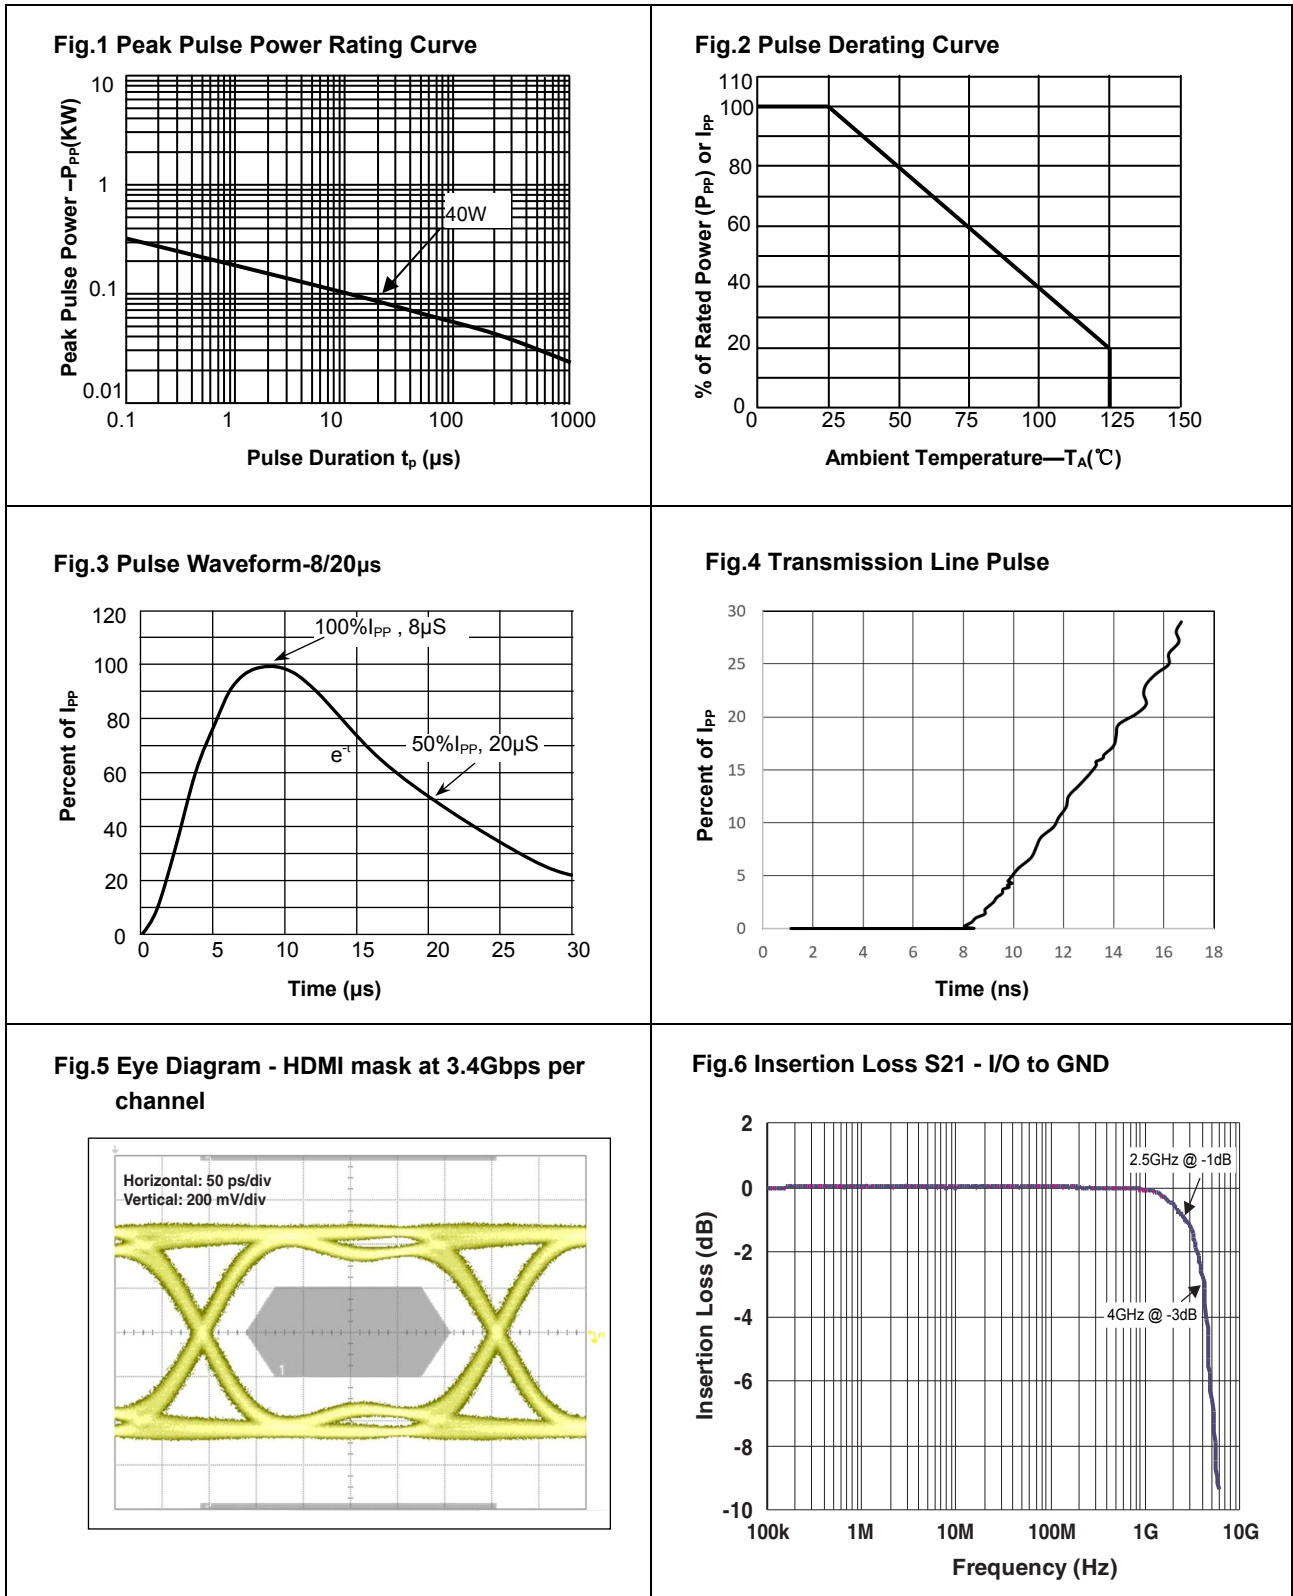 Fig.1 Peak Pulse Power Rating Curve
Peak Pulse Power –PPP(KW)
10
1
0.1
0.01
40W
0.1 1 10 100 1000
Pulse Duration tp (µs)
Fig.2 Pulse Derating Curve
% of Rated Power (PPP) or IPP
110
100
80
60
40
20
0
0 25 50 75 100 125 150
Ambient Temperature—TA(℃)
Fig.3 Pulse Waveform-8/20µs
Percent of IPP
120
100
80
60
40
20
0
100%IPP , 8µS
e-t
50%IPP, 20µS
0 5 10 15 20 25 30
Time (µs)
Fig.4 Transmission Line Pulse
Percent of IPP
30
25
20
15
10
5
0
0 2 4 6 8 10 12 14 16 18
Time (ns)
Fig.5 Eye Diagram - HDMI mask at 3.4Gbps per
channel
Horizontal: 50 ps/div
Vertical: 200 mV/div
1
Fig.6 Insertion Loss S21 - I/O to GND
Insertion Loss (dB)
2
0
-2
-4
-6
-8
-10
2.5GHz @ -1dB
4GHz @ -3dB
100k 1M 10M 100M 1G 10G
Frequency (Hz)